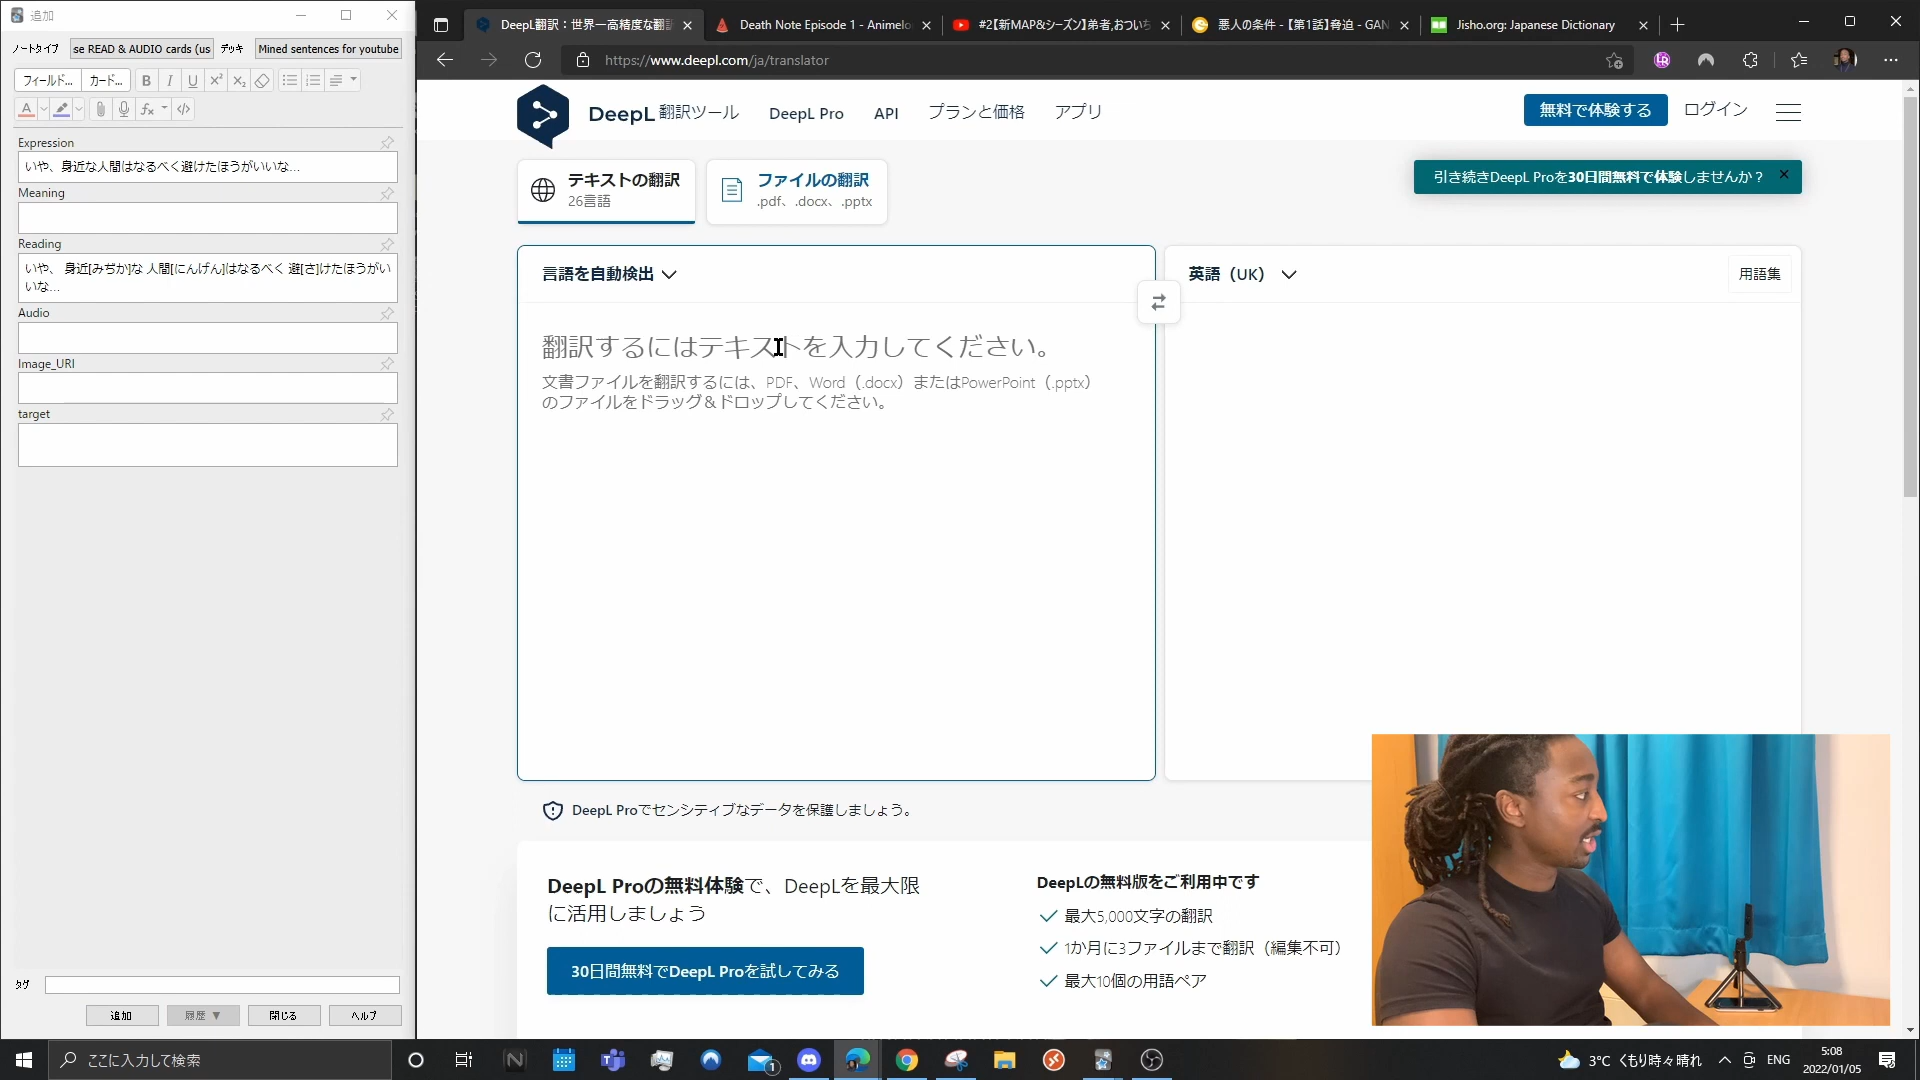 追加
ノートタイプ
se READ & AUDIO cards (us
デッキ
Mined sentences for youtube
フィールド...
カード...
B I U X² X₂
A
fx
</>
Expression
いや、身近な人間はなるべく避けたほうがいいな...
Meaning
Reading
いや、 身近[みぢか]な 人間[にんげん]はなるべく 避[さ]けたほうがい
いな...
Audio
Image_URI
target
タグ
追加
履歴 ▼
閉じる
ヘルプ
DeepL翻訳：世界一高精度な翻訳
Death Note Episode 1 - Animelo
#2【新MAP&シーズン】弟者,おついち
悪人の条件 - 【第1話】脅迫 - GAN
Jisho.org: Japanese Dictionary
https://www.deepl.com/ja/translator
DeepL 翻訳ツール
DeepL Pro
API
プランと価格
アプリ
無料で体験する
ログイン
テキストの翻訳
26言語
ファイルの翻訳
.pdf、.docx、.pptx
引き続きDeepL Proを30日間無料で体験しませんか？
言語を自動検出
英語（UK）
用語集
翻訳するにはテキストを入力してください。
文書ファイルを翻訳するには、PDF、Word（.docx）またはPowerPoint（.pptx）
のファイルをドラッグ＆ドロップしてください。
DeepL Proでセンシティブなデータを保護しましょう。
DeepL Proの無料体験で、DeepLを最大限
に活用しましょう
30日間無料でDeepL Proを試してみる
DeepLの無料版をご利用中です
最大5,000文字の翻訳
1か月に3ファイルまで翻訳（編集不可）
最大10個の用語ペア
ここに入力して検索
1
3°C くもり時々晴れ
ENG
5:08
2022/01/05